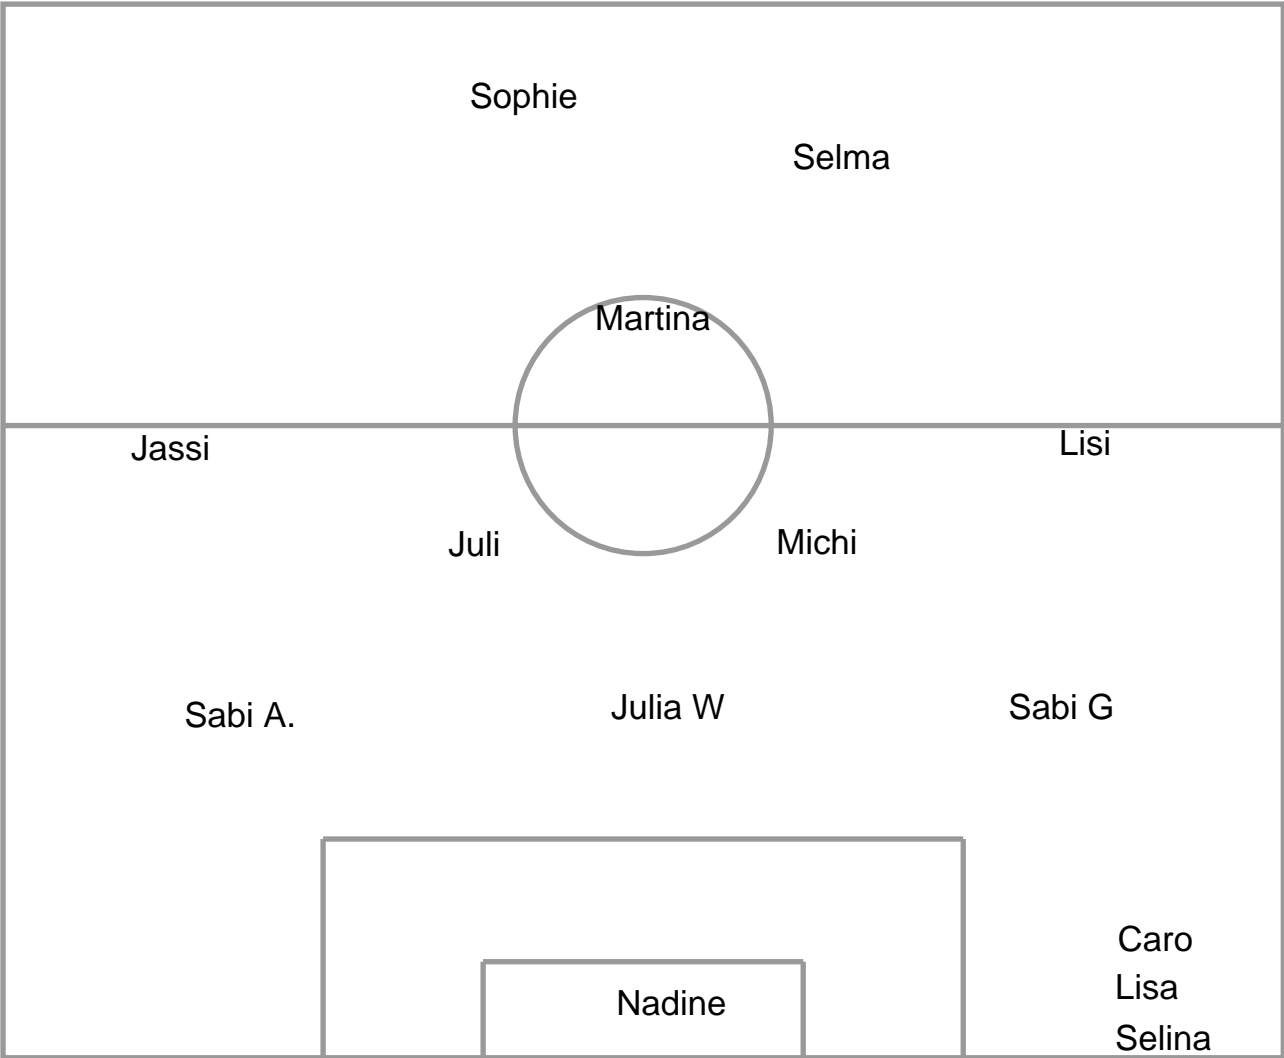 Sophie
Selma
Martina
Jassi
Lisi
Juli
Michi
Sabi A.
Julia W
Sabi G
Caro
Lisa
Nadine
Selina